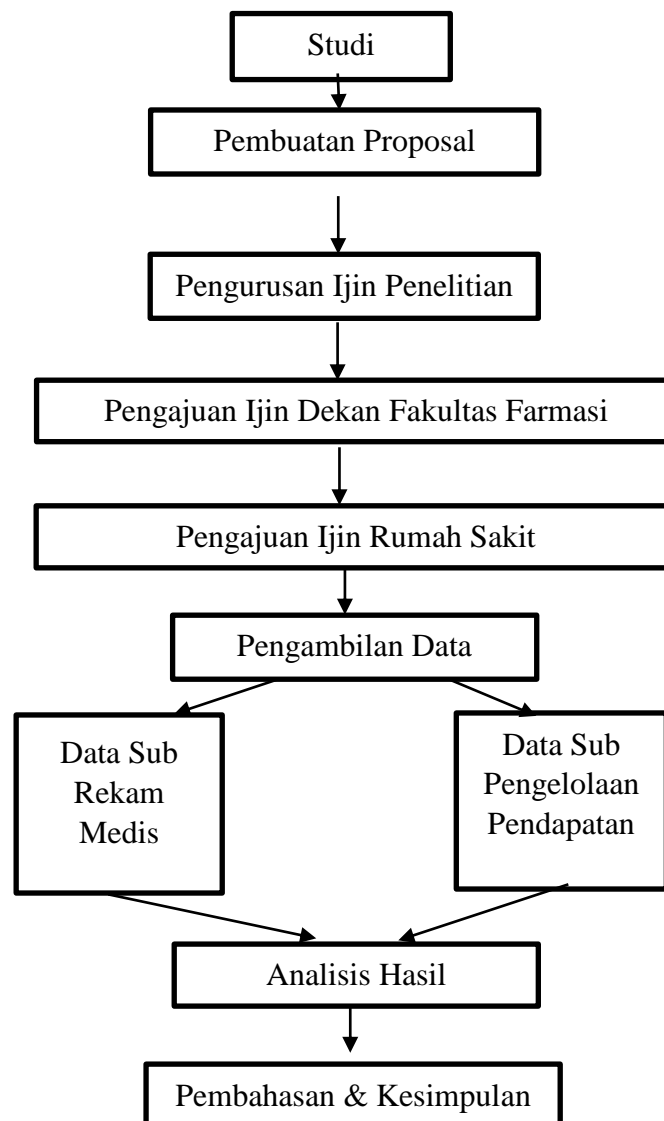 Studi
Pembuatan Proposal
Pengurusan Ijin Penelitian
Pengajuan Ijin Dekan Fakultas Farmasi
Pengajuan Ijin Rumah Sakit
Pengambilan Data
Data Sub
Rekam
Medis
Data Sub
Pengelolaan
Pendapatan
Analisis Hasil
Pembahasan & Kesimpulan